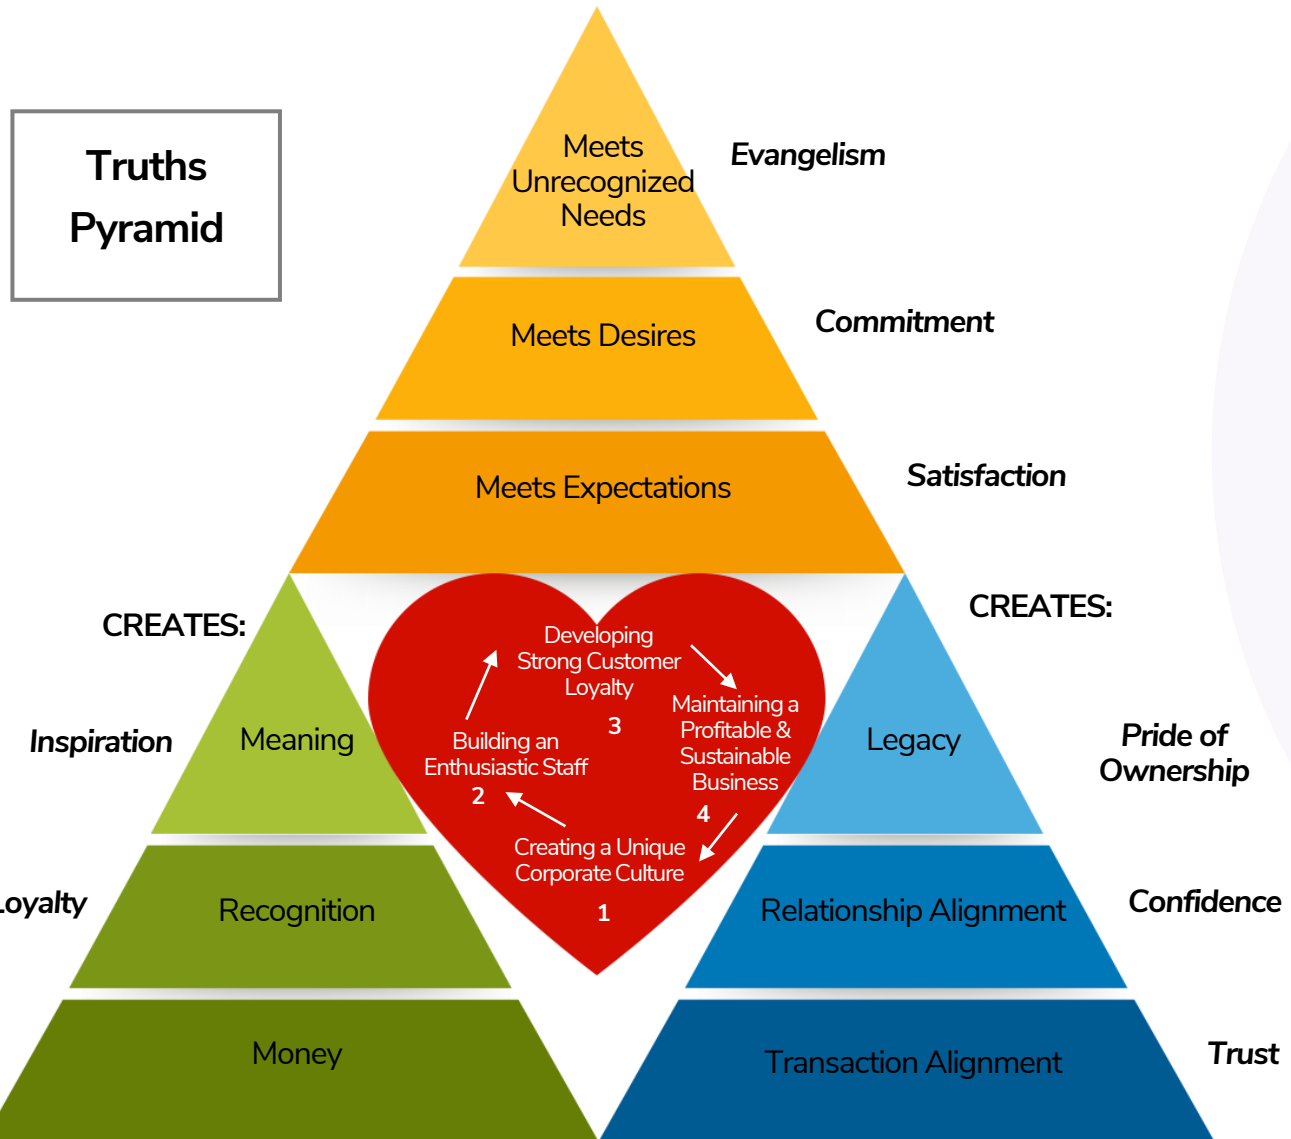 Truths
Pyramid
Meets
Unrecognized
Needs
Evangelism
Meets Desires
Commitment
Meets Expectations
Satisfaction
CREATES:
CREATES:
Developing
Strong Customer
Loyalty
3
Maintaining a
Profitable &
Sustainable
Business
4
Building an
Enthusiastic Staff
2
Creating a Unique
Corporate Culture
1
Inspiration
Meaning
Legacy
Pride of
Ownership
Loyalty
Recognition
Relationship Alignment
Confidence
Money
Transaction Alignment
Trust